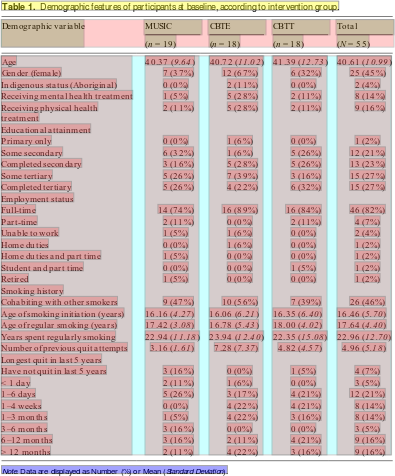 Table 1. Demographic features of participants at baseline, according to intervention group.
Demographic variable MUSIC CBTE CBTT Total
(n = 19) (n = 18) (n = 18) (N = 55)
Age 40.37 (9.64) 40.72 (11.02) 41.39 (12.73) 40.61 (10.99)
Gender (female) 7 (37%) 12 (67%) 6 (32%) 25 (45%)
Indigenous status (Aboriginal) 0 (0%) 2 (11%) 0 (0%) 2 (4%)
Receiving mental health treatment 1 (5%) 5 (28%) 2 (11%) 8 (14%)
Receiving physical health 2 (11%) 5 (28%) 2 (11%) 9 (16%)
treatment
Educational attainment
Primary only 0 (0%) 1 (6%) 0 (0%) 1 (2%)
Some secondary 6 (32%) 1 (6%) 5 (26%) 12 (21%)
Completed secondary 3 (16%) 5 (28%) 5 (26%) 13 (23%)
Some tertiary 5 (26%) 7 (39%) 3 (16%) 15 (27%)
Completed tertiary 5 (26%) 4 (22%) 6 (32%) 15 (27%)
Employment status
Full-time 14 (74%) 16 (89%) 16 (84%) 46 (82%)
Part-time 2 (11%) 0 (0%) 2 (11%) 4 (7%)
Unable to work 1 (5%) 1 (6%) 0 (0%) 2 (4%)
Home duties 0 (0%) 1 (6%) 0 (0%) 1 (2%)
Home duties and part time 1 (5%) 0 (0%) 0 (0%) 1 (2%)
Student and part time 0 (0%) 0 (0%) 1 (5%) 1 (2%)
Retired 1 (5%) 0 (0%) 0 (0%) 1 (2%)
Smoking history
Cohabiting with other smokers 9 (47%) 10 (56%) 7 (39%) 26 (46%)
Age of smoking initiation (years) 16.16 (4.27) 16.06 (6.21) 16.35 (6.40) 16.46 (5.70)
Age of regular smoking (years) 17.42 (3.08) 16.78 (5.43) 18.00 (4.02) 17.64 (4.40)
Years spent regularly smoking 22.94 (11.18) 23.94 (12.40) 22.35 (15.08) 22.96 (12.70)
Number of previous quit attempts 3.16 (1.61) 7.28 (7.37) 4.82 (4.57) 4.96 (5.18)
Longest quit in last 5 years
Have not quit in last 5 years 3 (16%) 0 (0%) 1 (5%) 4 (7%)
< 1 day 2 (11%) 1 (6%) 0 (0%) 3 (5%)
1–6 days 5 (26%) 3 (17%) 4 (21%) 12 (21%)
1–4 weeks 0 (0%) 4 (22%) 4 (21%) 8 (14%)
1–3 months 1 (5%) 4 (22%) 3 (16%) 8 (14%)
3–6 months 3 (16%) 0 (0%) 0 (0%) 3 (5%)
6–12 months 3 (16%) 2 (11%) 4 (21%) 9 (16%)
> 12 months 2 (11%) 4 (22%) 3 (16%) 9 (16%)
Note Data are displayed as Number (%) or Mean (Standard Deviation).